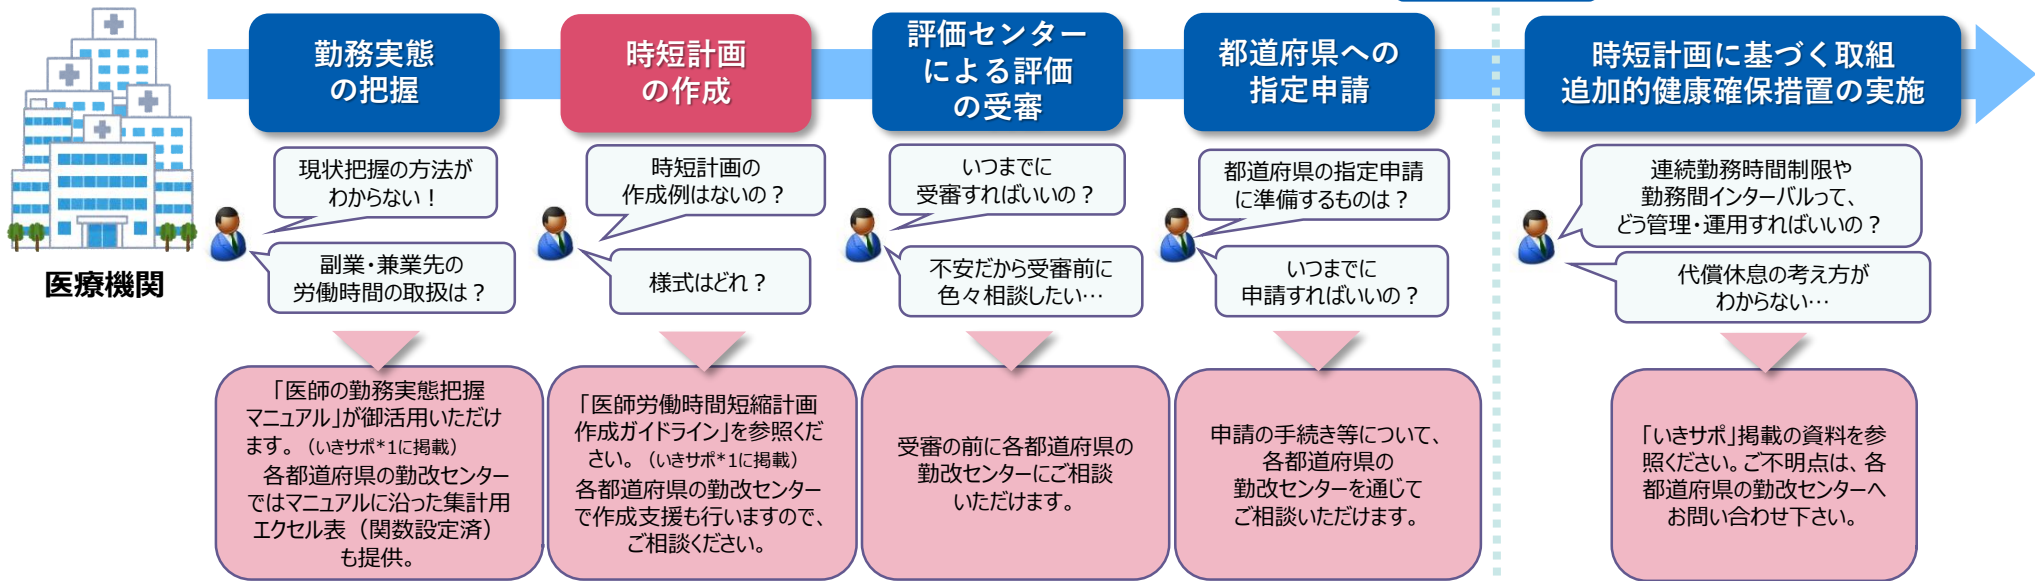 医療機関
勤務実態
の把握
現状把握の方法が
わからない！
副業・兼業先の
労働時間の取扱は？
「医師の勤務実態把握
マニュアル」が御活用いただけ
ます。（いきサポ*1に掲載）
各都道府県の勤改センター
ではマニュアルに沿った集計用
エクセル表（関数設定済）
も提供。
時短計画
の作成
時短計画の
作成例はないの？
様式はどれ？
「医師労働時間短縮計画
作成ガイドライン」を参照くだ
さい。（いきサポ*1に掲載）
各都道府県の勤改センター
で作成支援も行いますので、
ご相談ください。
評価センター
による評価
の受審
いつまでに
受審すればいいの？
不安だから受審前に
色々相談したい…
受審の前に各都道府県の
勤改センターにご相談
いただけます。
都道府県への
指定申請
都道府県の指定申請
に準備するものは？
いつまでに
申請すればいいの？
申請の手続き等について、
各都道府県の
勤改センターを通じて
ご相談いただけます。
時短計画に基づく取組
追加的健康確保措置の実施
連続勤務時間制限や
勤務間インターバルって、
どう管理・運用すればいいの？
代償休息の考え方が
わからない…
「いきサポ」掲載の資料を参
照ください。ご不明点は、各
都道府県の勤改センターへ
お問い合わせ下さい。